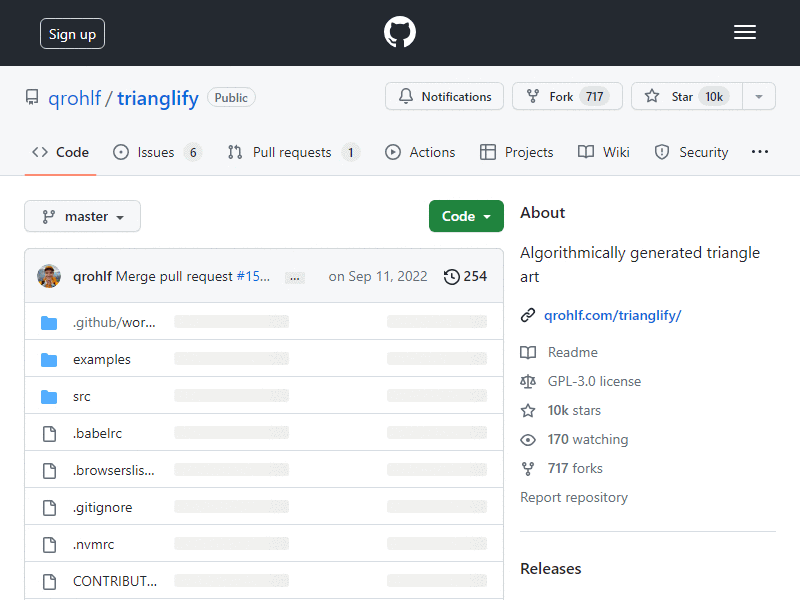 Sign up
qrohlf / trianglify Public
Notifications Fork 717 Star 10k
Code Issues 6 Pull requests 1 Actions Projects Wiki Security ...
master Code
qrohlf Merge pull request #15... ... on Sep 11, 2022 254
.github/wor...
examples
src
.babelrc
.browserslis...
.gitignore
.nvmrc
CONTRIBUT...
About
Algorithmically generated triangle
art
qrohlf.com/trianglify/
Readme
GPL-3.0 license
10k stars
170 watching
717 forks
Report repository
Releases